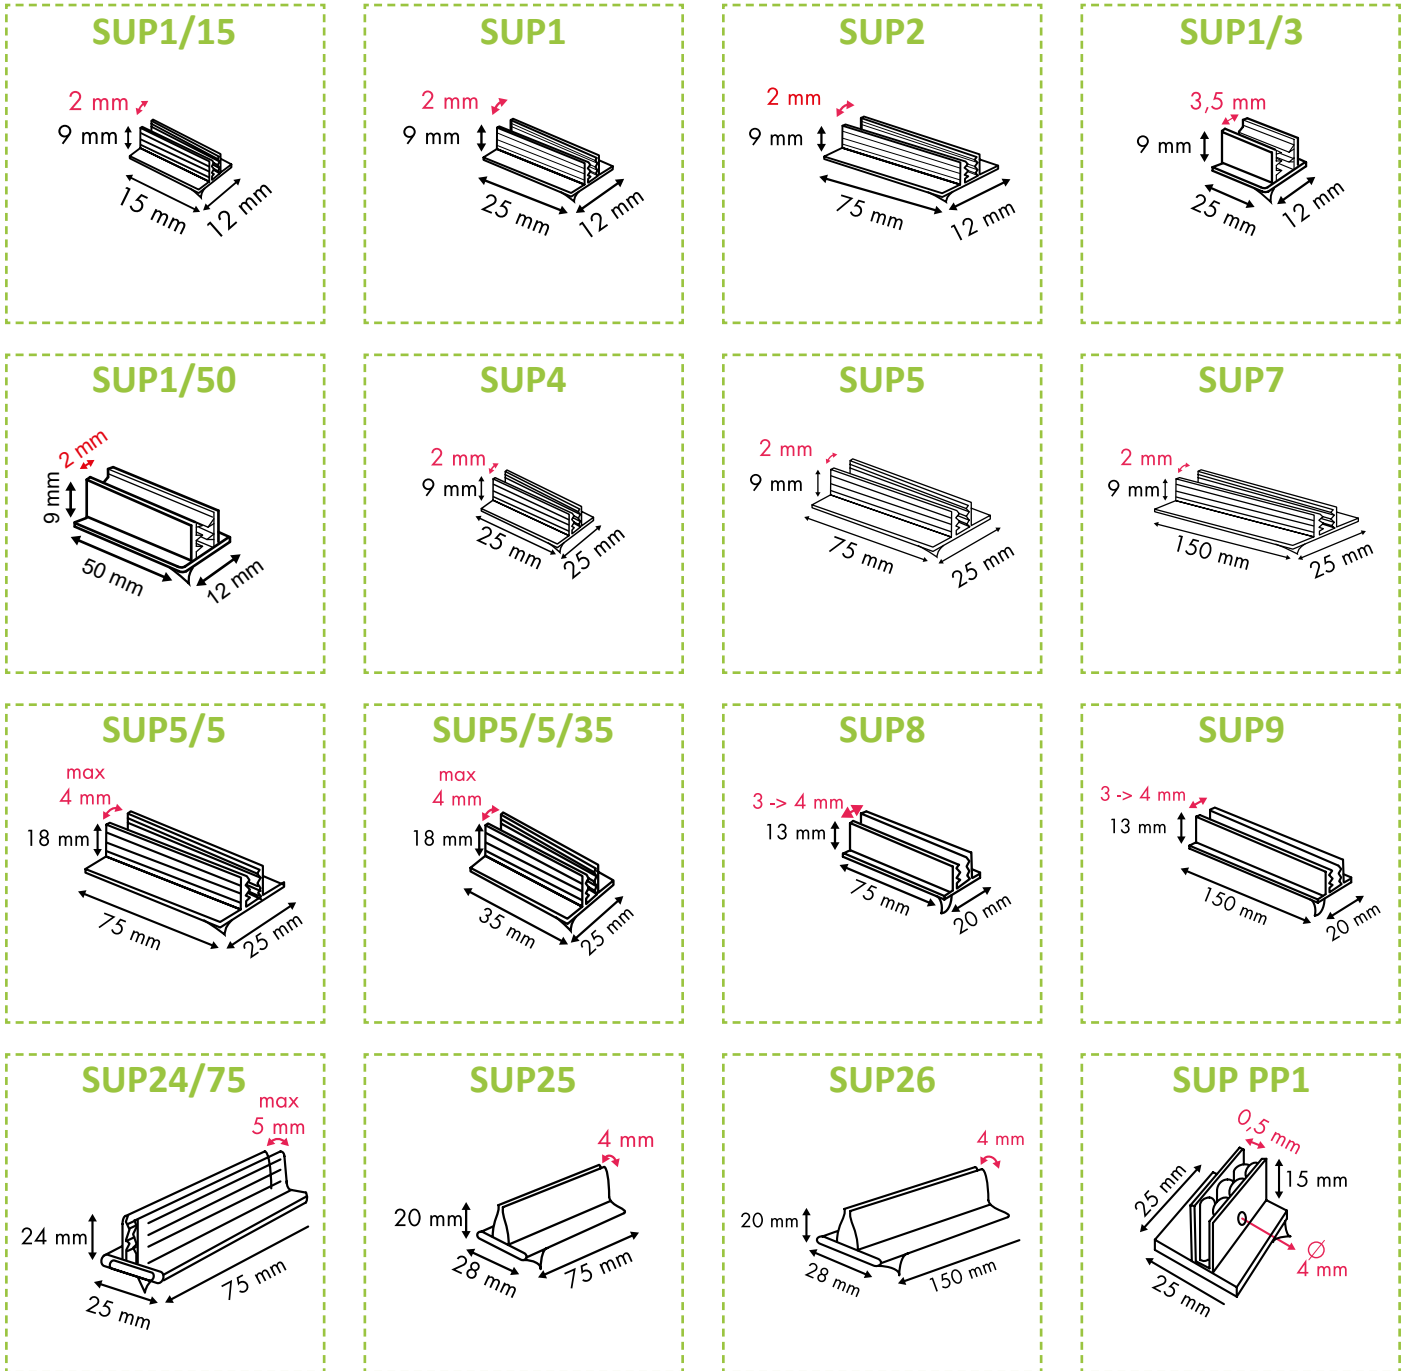 SUP1/15
2 mm
9 mm
15 mm
12 mm
SUP1
2 mm
9 mm
25 mm
12 mm
SUP2
2 mm
9 mm
75 mm
12 mm
SUP1/3
3,5 mm
9 mm
25 mm
12 mm
SUP1/50
2 mm
9 mm
50 mm
12 mm
SUP4
2 mm
9 mm
25 mm
25 mm
SUP5
2 mm
9 mm
75 mm
25 mm
SUP7
2 mm
9 mm
150 mm
25 mm
SUP5/5
max
4 mm
18 mm
75 mm
25 mm
SUP5/5/35
max
4 mm
18 mm
35 mm
25 mm
SUP8
3 -> 4 mm
13 mm
75 mm
20 mm
SUP9
3 -> 4 mm
13 mm
150 mm
20 mm
SUP24/75
max
5 mm
24 mm
25 mm
75 mm
SUP25
4 mm
20 mm
28 mm
75 mm
SUP26
4 mm
20 mm
28 mm
150 mm
SUP PP1
0,5 mm
25 mm
15 mm
Ø
4 mm
25 mm